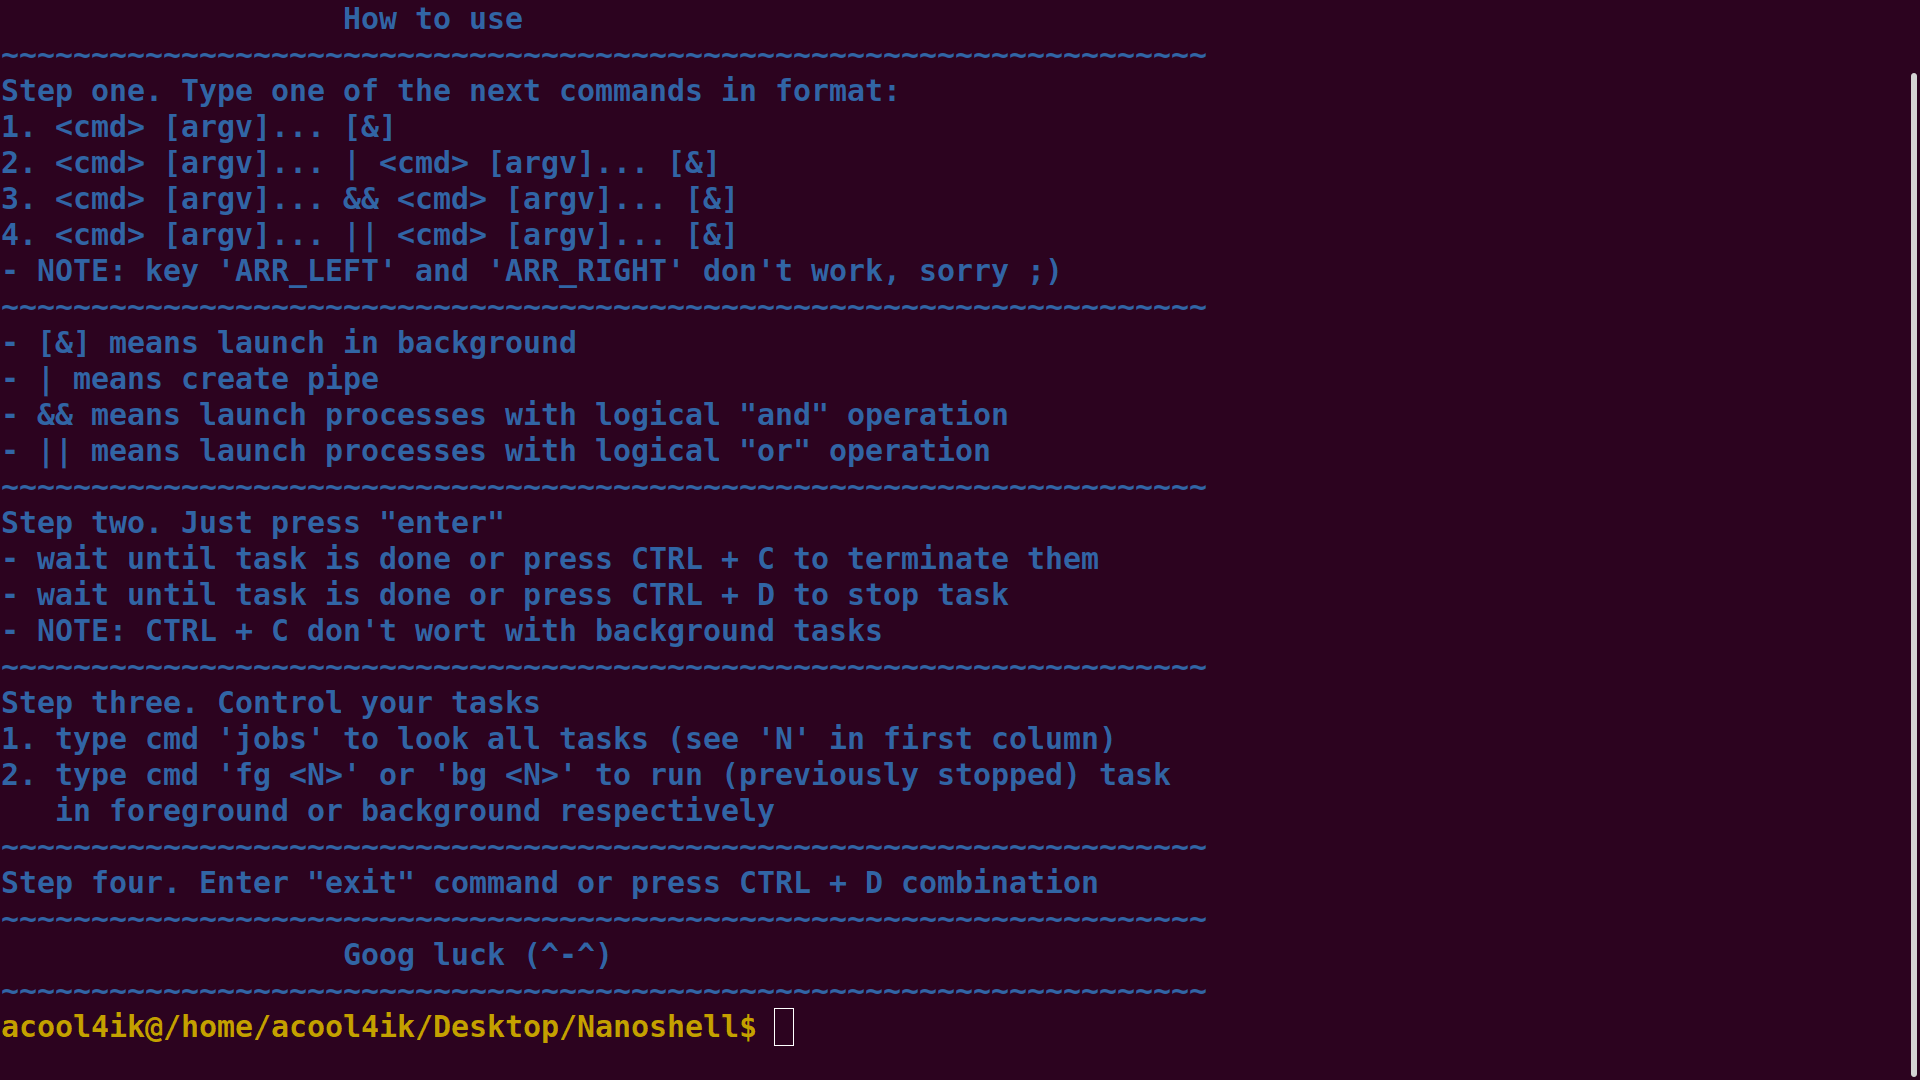 How to use
~~~~~~~~~~~~~~~~~~~~~~~~~~~~~~~~~~~~~~~~~~~~~~~~~~~~~~~~~~~~~~~~~~~
Step one. Type one of the next commands in format:
1. <cmd> [argv]... [&]
2. <cmd> [argv]... | <cmd> [argv]... [&]
3. <cmd> [argv]... && <cmd> [argv]... [&]
4. <cmd> [argv]... || <cmd> [argv]... [&]
- NOTE: key 'ARR_LEFT' and 'ARR_RIGHT' don't work, sorry ;)
~~~~~~~~~~~~~~~~~~~~~~~~~~~~~~~~~~~~~~~~~~~~~~~~~~~~~~~~~~~~~~~~~~~
- [&] means launch in background
- | means create pipe
- && means launch processes with logical "and" operation
- || means launch processes with logical "or" operation
~~~~~~~~~~~~~~~~~~~~~~~~~~~~~~~~~~~~~~~~~~~~~~~~~~~~~~~~~~~~~~~~~~~
Step two. Just press "enter"
- wait until task is done or press CTRL + C to terminate them
- wait until task is done or press CTRL + D to stop task
- NOTE: CTRL + C don't wort with background tasks
~~~~~~~~~~~~~~~~~~~~~~~~~~~~~~~~~~~~~~~~~~~~~~~~~~~~~~~~~~~~~~~~~~~
Step three. Control your tasks
1. type cmd 'jobs' to look all tasks (see 'N' in first column)
2. type cmd 'fg <N>' or 'bg <N>' to run (previously stopped) task
in foreground or background respectively
~~~~~~~~~~~~~~~~~~~~~~~~~~~~~~~~~~~~~~~~~~~~~~~~~~~~~~~~~~~~~~~~~~~
Step four. Enter "exit" command or press CTRL + D combination
~~~~~~~~~~~~~~~~~~~~~~~~~~~~~~~~~~~~~~~~~~~~~~~~~~~~~~~~~~~~~~~~~~~
Goog luck (^-^)
~~~~~~~~~~~~~~~~~~~~~~~~~~~~~~~~~~~~~~~~~~~~~~~~~~~~~~~~~~~~~~~~~~~
acool4ik@/home/acool4ik/Desktop/Nanoshell$